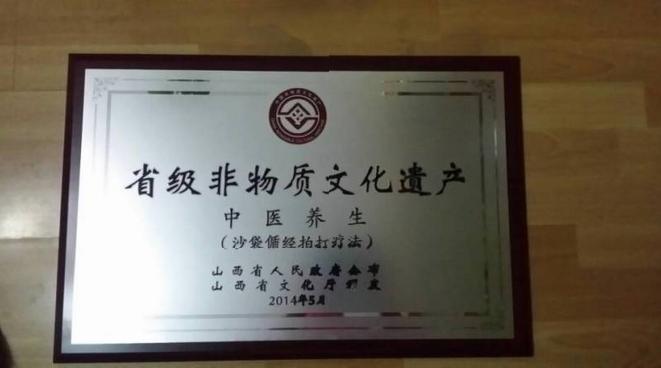 省级非物质文化遗产
中医养生
（沙袋循经拍打疗法）
山西省人民政府公布
山西省文化厅颁发
2014年5月